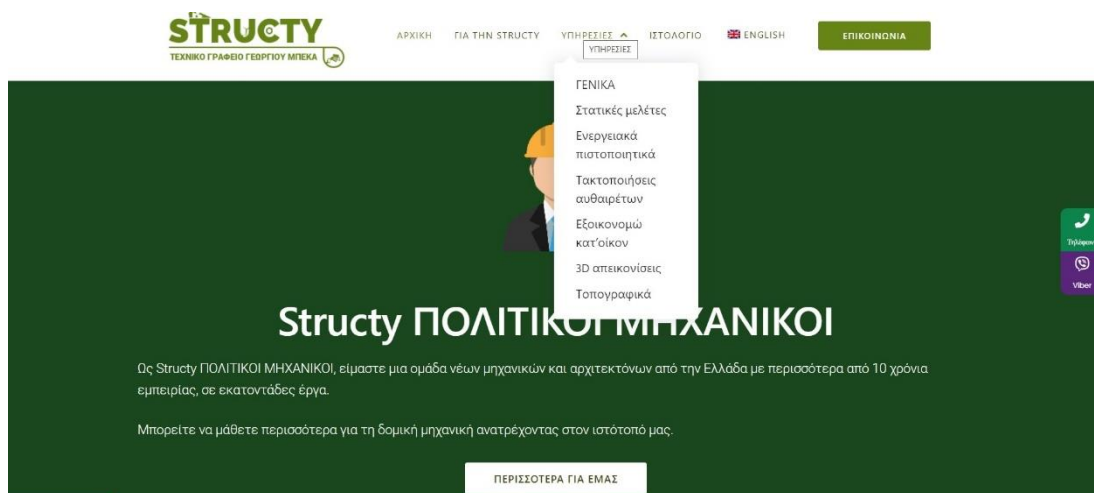 STRUCTY
ΤΕΧΝΙΚΟ ΓΡΑΦΕΙΟ ΓΕΩΡΓΙΟΥ ΜΠΕΚΑ
ΑΡΧΙΚΗ ΓΙΑ ΤΗΝ STRUCTY ΥΠΗΡΕΣΙΕΣ ΙΣΤΟΛΟΓΙΟ ENGLISH ΕΠΙΚΟΙΝΩΝΙΑ
ΥΠΗΡΕΣΙΕΣ
ΓΕΝΙΚΑ
Στατικές μελέτες
Ενεργειακά
πιστοποιητικά
Τακτοποιήσεις
αυθαιρέτων
Εξοικονομώ
κατ'οίκον
3D απεικονίσεις
Τοπογραφικά
Τηλέφων
Viber
Structy ΠΟΛΙΤΙΚΟΙ ΜΗΧΑΝΙΚΟΙ
Ως Structy ΠΟΛΙΤΙΚΟΙ ΜΗΧΑΝΙΚΟΙ, είμαστε μια ομάδα νέων μηχανικών και αρχιτεκτόνων από την Ελλάδα με περισσότερα από 10 χρόνια
εμπειρίας, σε εκατοντάδες έργα.
Μπορείτε να μάθετε περισσότερα για τη δομική μηχανική ανατρέχοντας στον ιστότοπό μας.
ΠΕΡΙΣΣΟΤΕΡΑ ΓΙΑ ΕΜΑΣ